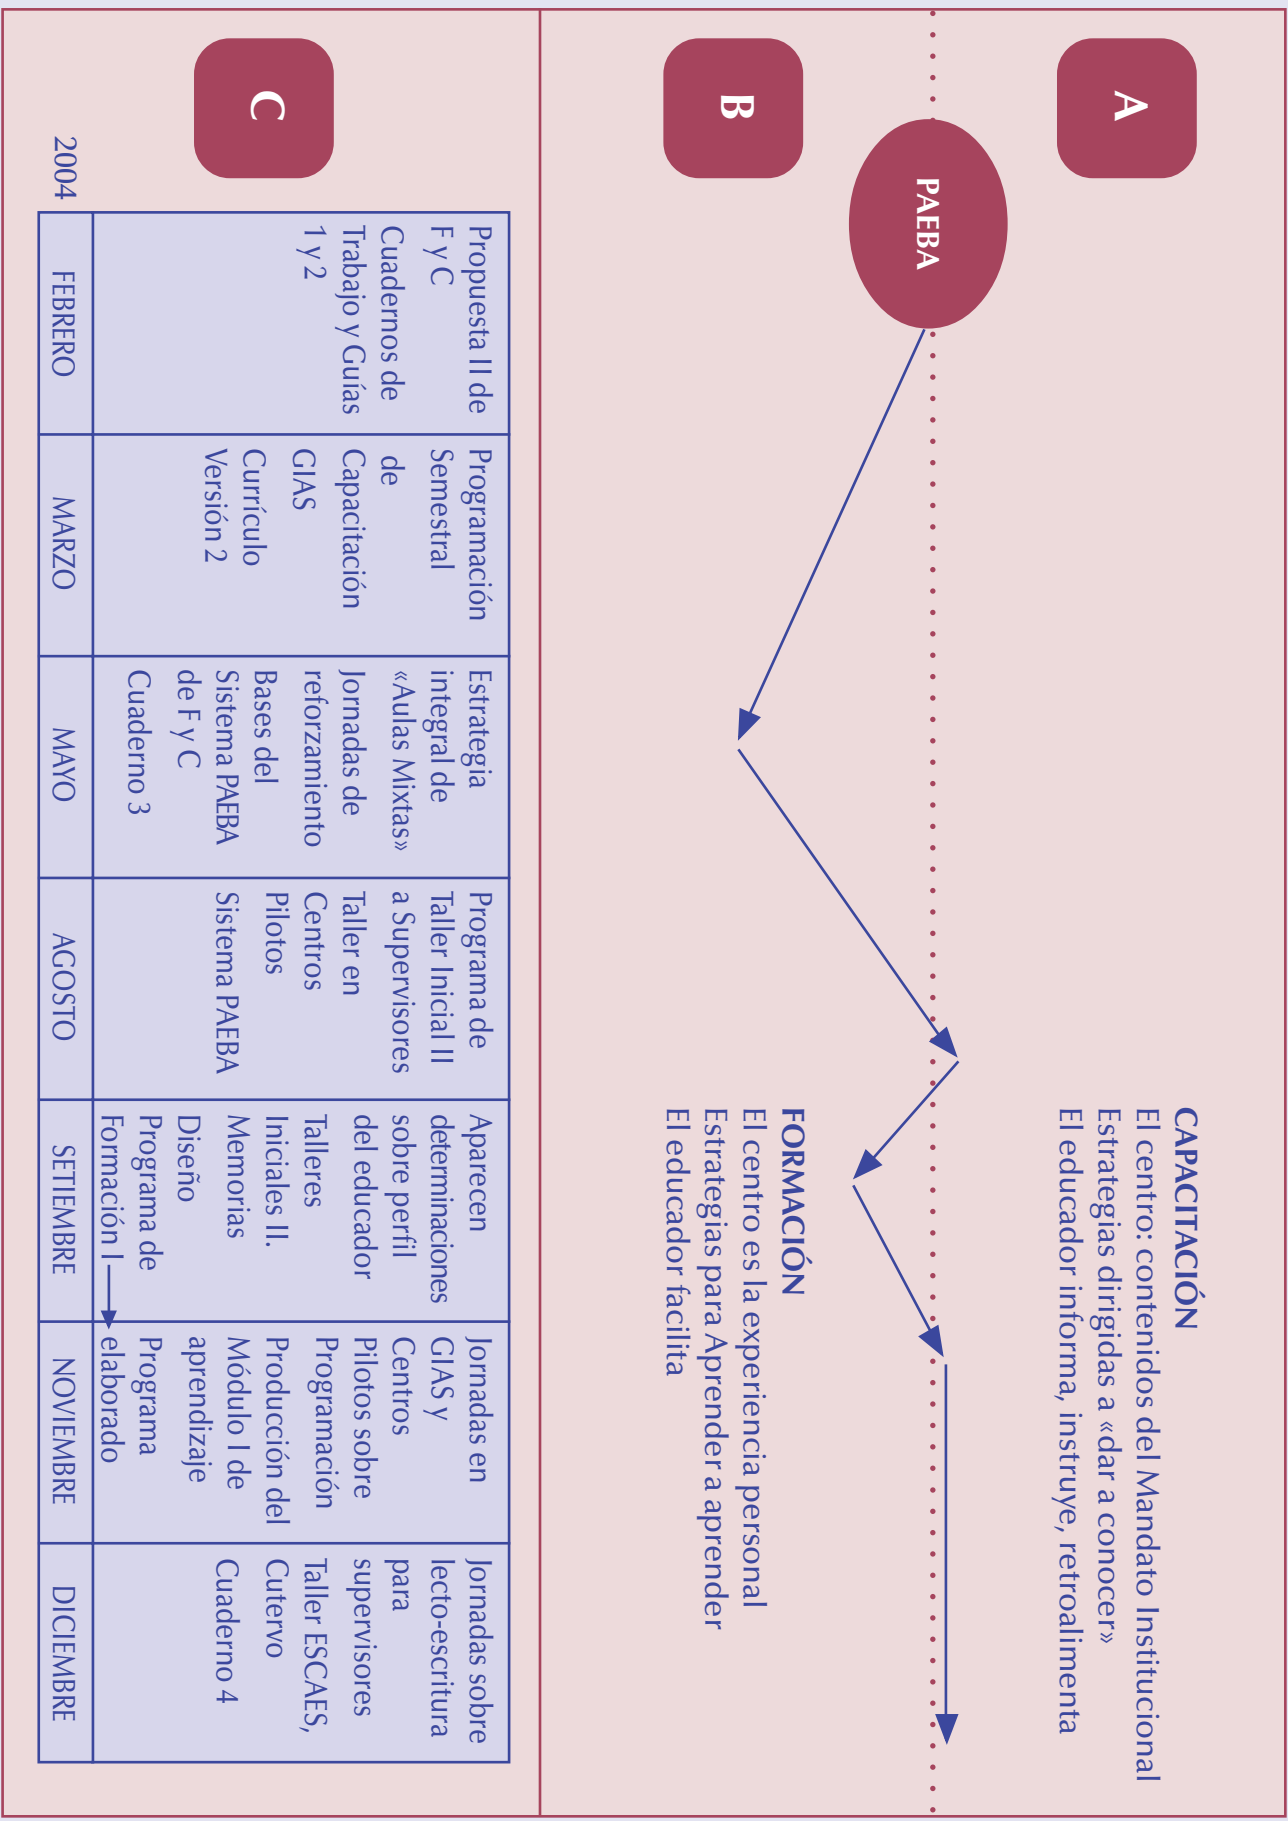 A
CAPACITACIÓN
El centro: contenidos del Mandato Institucional
Estrategias dirigidas a «dar a conocer»
El educador informa, instruye, retroalimenta
PAEBA
B
FORMACIÓN
El centro es la experiencia personal
Estrategias para Aprender a aprender
El educador facilita
C
Propuesta II de
F y C
Cuadernos de
Trabajo y Guías
1 y 2
Programación
Semestral
de
Capacitación
GIAS
Currículo
Versión 2
Estrategia
integral de
«Aulas Mixtas»
Jornadas de
reforzamiento
Bases del
Sistema PAEBA
de F y C
Cuaderno 3
Programa de
Taller Inicial II
a Supervisores
Taller en
Centros
Pilotos
Sistema PAEBA
Aparecen
determinaciones
sobre perfil
del educador
Talleres
Iniciales II.
Memorias
Diseño
Programa de
Formación I
Jornadas en
GIAS y
Centros
Pilotos sobre
Programación
Producción del
Módulo I de
aprendizaje
Programa
elaborado
Jornadas sobre
lecto-escritura
para
supervisores
Taller ESCAES,
Cutervo
Cuaderno 4
2004
FEBRERO
MARZO
MAYO
AGOSTO
SETIEMBRE
NOVIEMBRE
DICIEMBRE